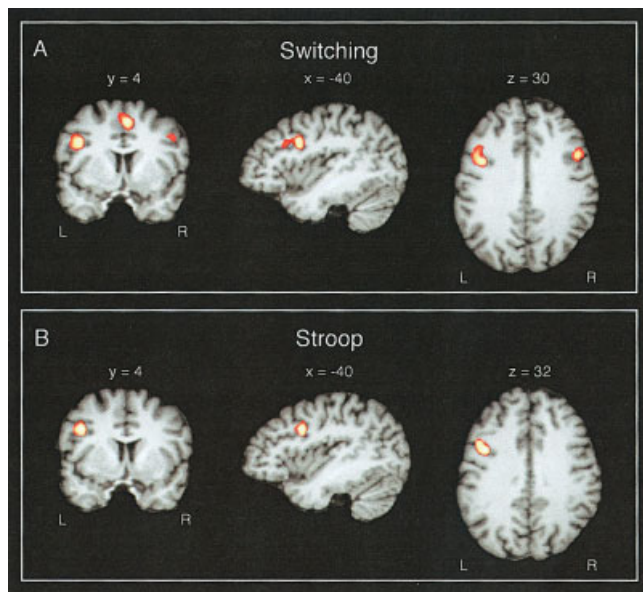 A
Switching
y = 4
x = -40
z = 30
L R
L R
B
Stroop
y = 4
x = -40
z = 32
L R
L R